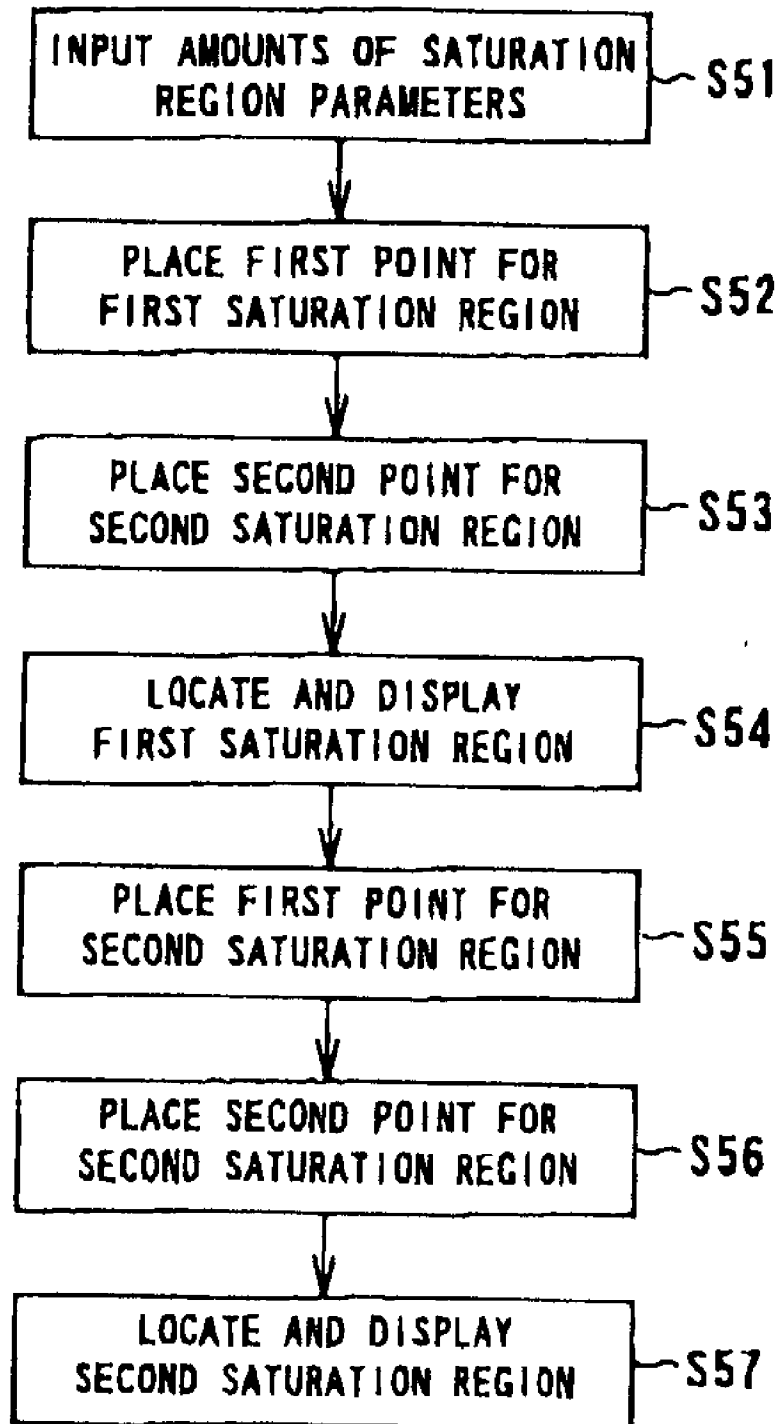 INPUT AMOUNTS OF SATURATION
REGION PARAMETERS
S51
PLACE FIRST POINT FOR
FIRST SATURATION REGION
S52
PLACE SECOND POINT FOR
SECOND SATURATION REGION
S53
LOCATE AND DISPLAY
FIRST SATURATION REGION
S54
PLACE FIRST POINT FOR
SECOND SATURATION REGION
S55
PLACE SECOND POINT FOR
SECOND SATURATION REGION
S56
LOCATE AND DISPLAY
SECOND SATURATION REGION
S57